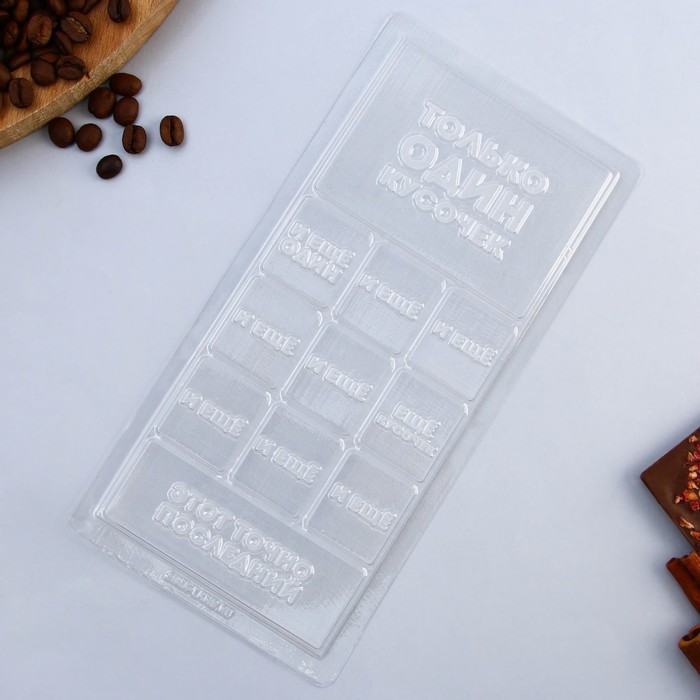 ТОЛЬКО
ОДИН
КУСОЧЕК
И ЕЩЁ
ОДИН
И ЕЩЁ
И ЕЩЁ
И ЕЩЁ
И ЕЩЁ
ЕЩЁ
КУСОЧЕК
И ЕЩЁ
И ЕЩЁ
И ЕЩЁ
ЭТОТ ТОЧНО
ПОСЛЕДНИЙ